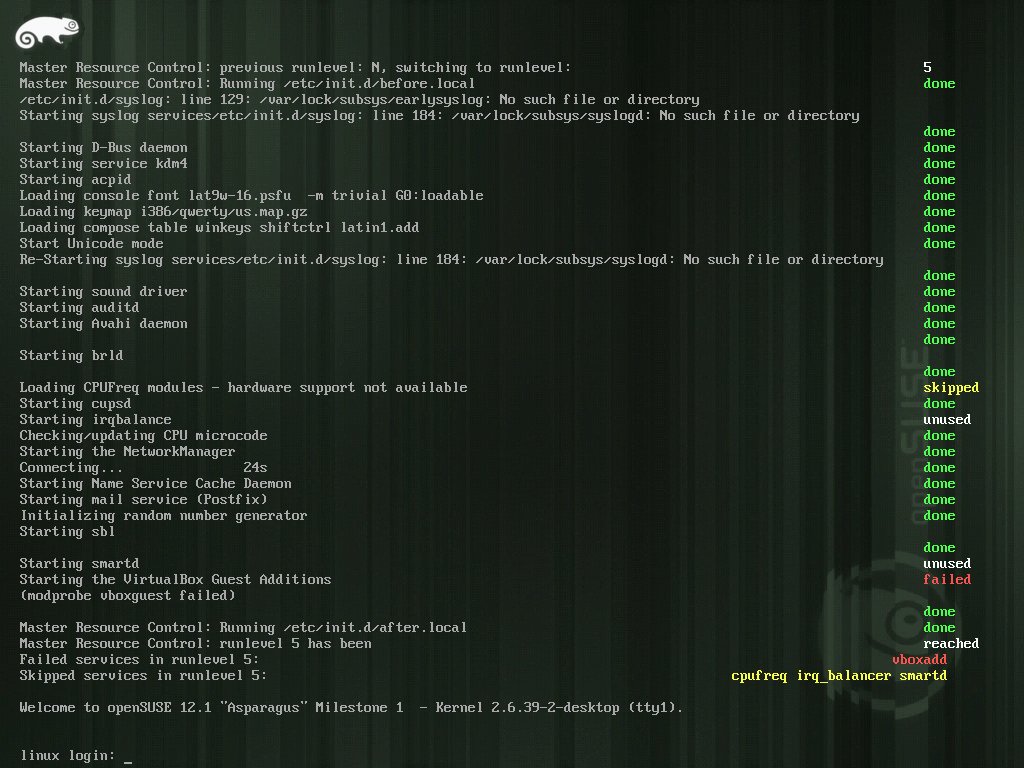 Master Resource Control: previous runlevel: N, switching to runlevel: 5
Master Resource Control: Running /etc/init.d/before.local done
/etc/init.d/syslog: line 129: /var/lock/subsys/earlysyslog: No such file or directory
Starting syslog services/etc/init.d/syslog: line 184: /var/lock/subsys/syslogd: No such file or directory
done
Starting D-Bus daemon done
Starting service kdm4 done
Starting acpid done
Loading console font lat9w-16.psfu  -m trivial G0:loadable done
Loading keymap i386/qwerty/us.map.gz done
Loading compose table winkeys shiftctrl latin1.add done
Start Unicode mode done
Re-Starting syslog services/etc/init.d/syslog: line 184: /var/lock/subsys/syslogd: No such file or directory
done
Starting sound driver done
Starting auditd done
Starting Avahi daemon done
done
Starting brld
done
Loading CPUFreq modules - hardware support not available skipped
Starting cupsd done
Starting irqbalance unused
Checking/updating CPU microcode done
Starting the NetworkManager done
Connecting... 24s done
Starting Name Service Cache Daemon done
Starting mail service (Postfix) done
Initializing random number generator done
Starting sbl
done
Starting smartd unused
Starting the VirtualBox Guest Additions failed
(modprobe vboxguest failed)
done
Master Resource Control: Running /etc/init.d/after.local done
Master Resource Control: runlevel 5 has been reached
Failed services in runlevel 5: vboxadd
Skipped services in runlevel 5: cpufreq irq_balancer smartd
Welcome to openSUSE 12.1 "Asparagus" Milestone 1  - Kernel 2.6.39-2-desktop (tty1).
linux login: _
openSUSE